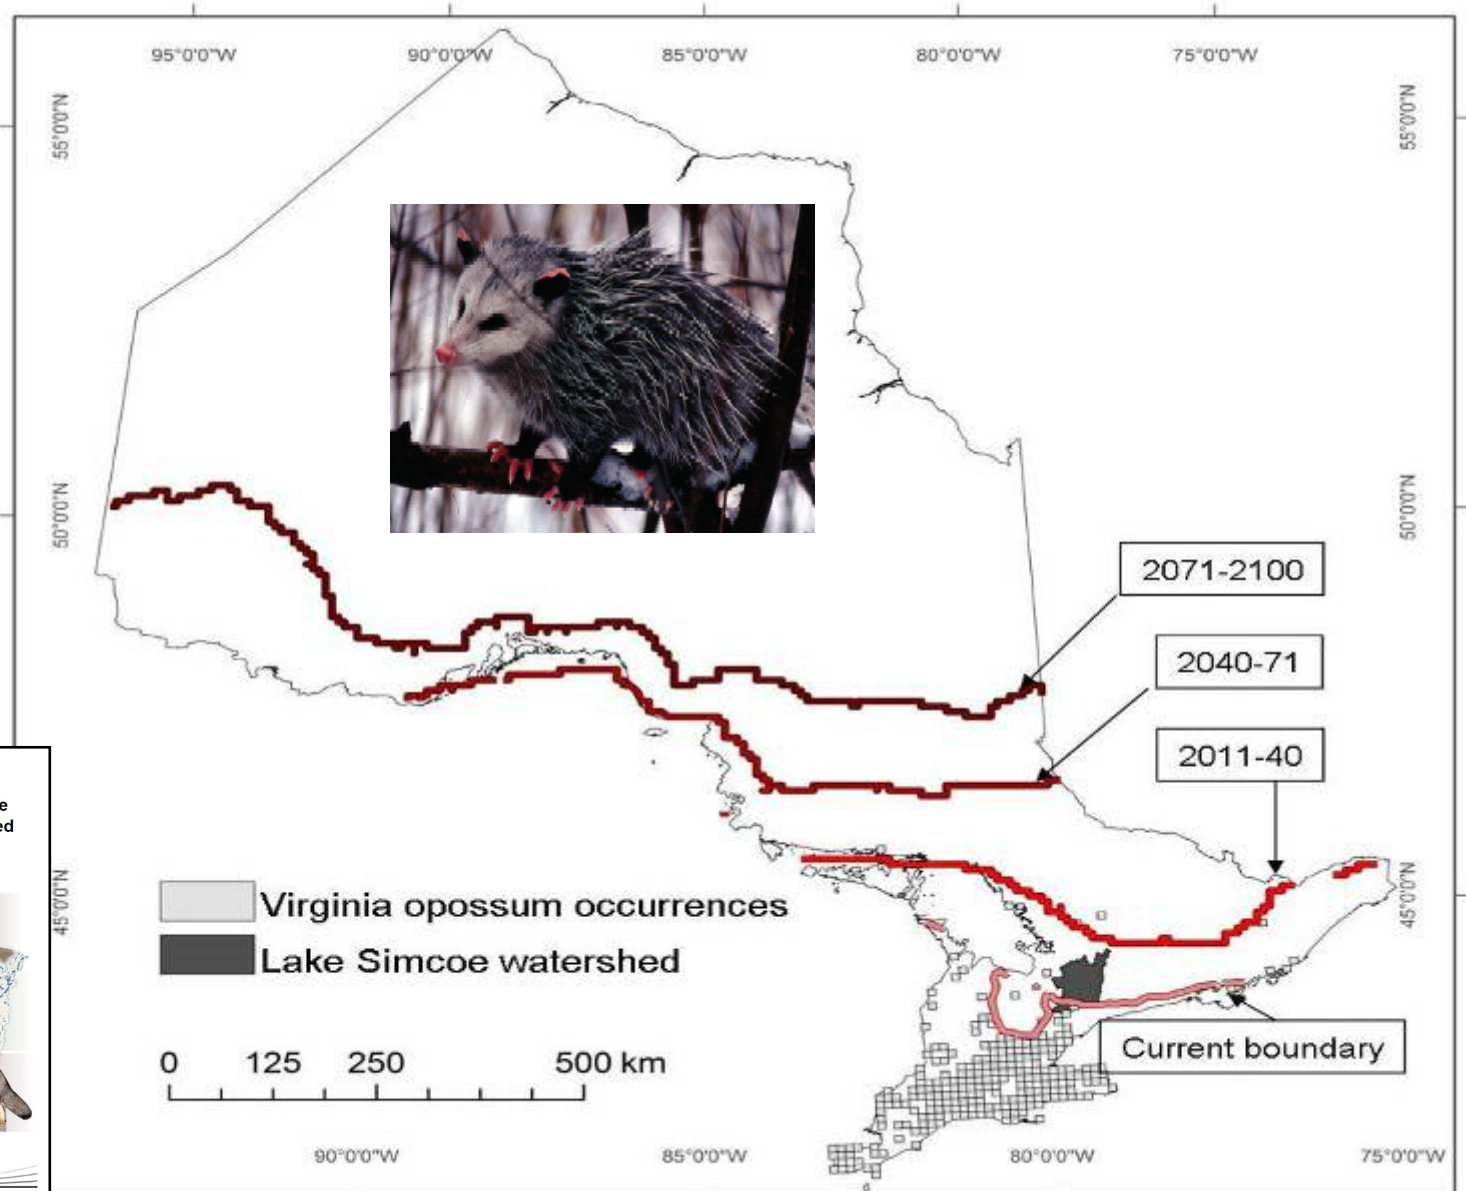 95°0'0"W 90°0'0"W 85°0'0"W 80°0'0"W 75°0'0"W
55°0'0"N 55°0'0"N
50°0'0"N 50°0'0"N
2071-2100
2040-71
2011-40
e
ed
45°0'0"N 45°0'0"N
Virginia opossum occurrences
Lake Simcoe watershed
Current boundary
0 125 250 500 km
90°0'0"W 85°0'0"W 80°0'0"W 75°0'0"W